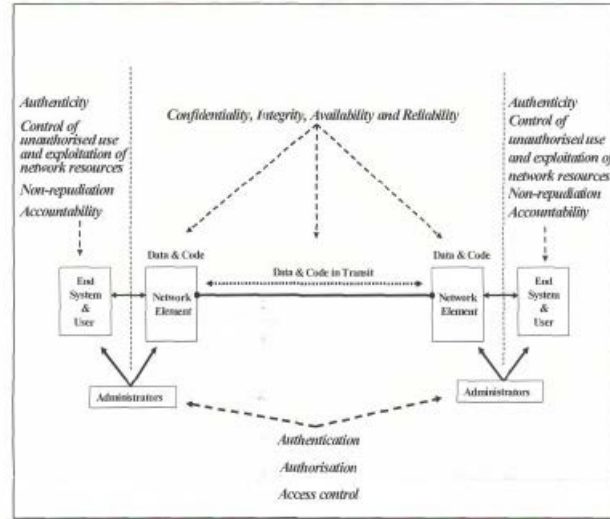 Authenticity
Control of
unauthorised use
and exploitation of
network resources
Non-repudiation
Accountability
Confidentiality, Integrity, Availability and Reliability
Authenticity
Control of
unauthorised use
and exploitation of
network resources
Non-repudiation
Accountability
Data & Code
Data & Code
Data & Code in Transit
End
System
&
User
Network
Element
Network
Element
End
System
&
User
Administrators
Administrators
Authentication
Authorisation
Access control